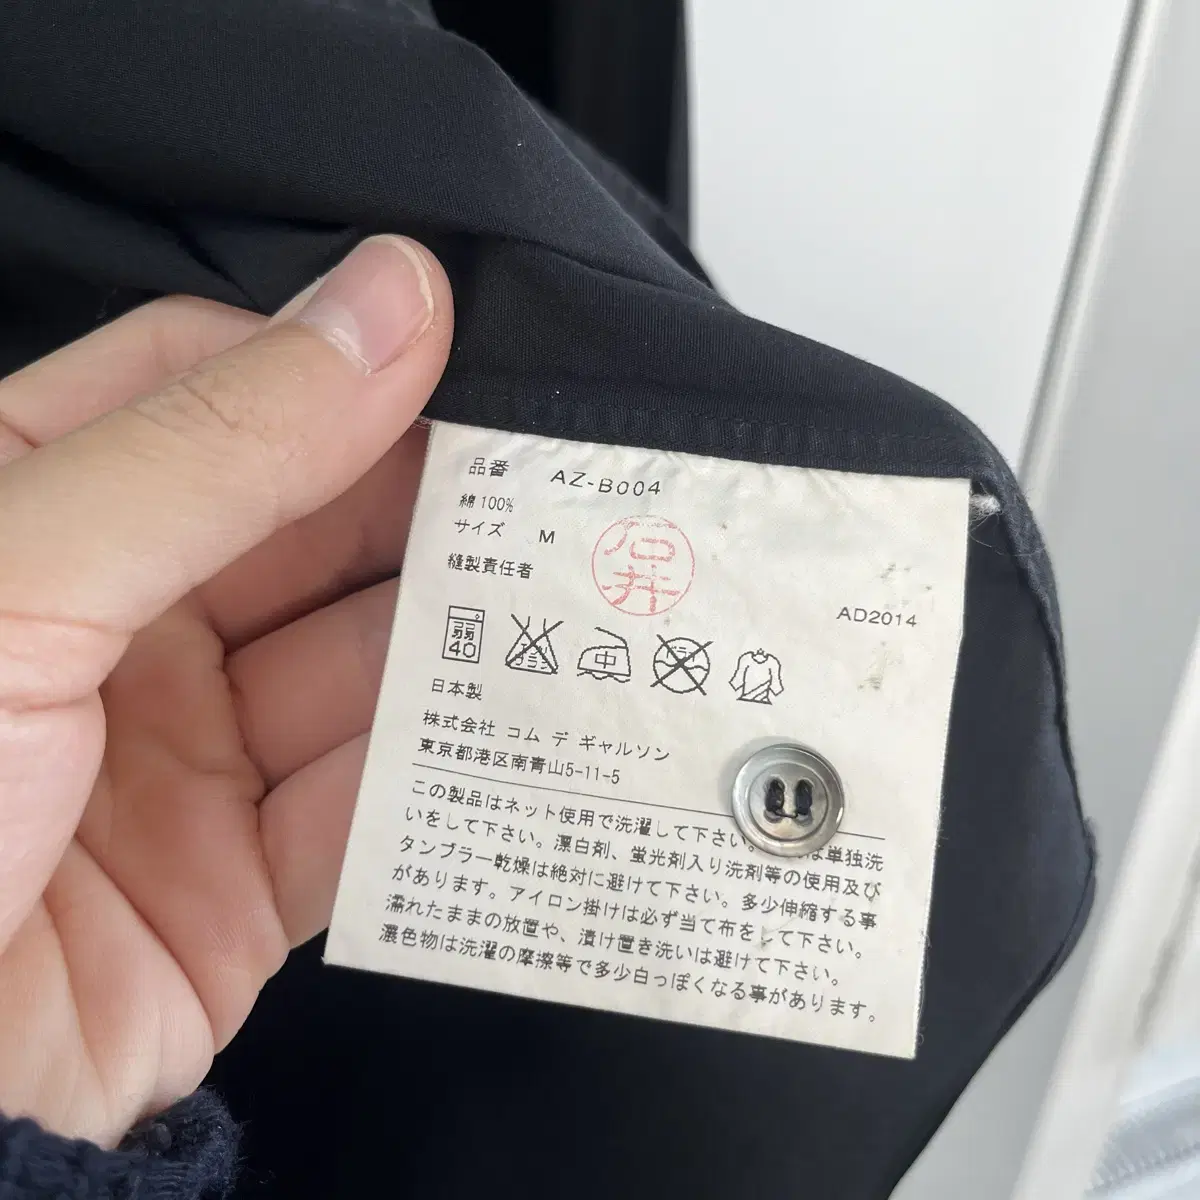 品番 AZ-B004
綿 100%
サイズ M
縫製責任者
石井
AD2014
弱
40
中
日本製
株式会社 コム デ ギャルソン
東京都港区南青山5-11-5
この製品はネット使用で洗濯して下さい。 は単独洗
いをして下さい。漂白剤、蛍光剤入り洗剤等の使用及び
タンブラー乾燥は絶対に避けて下さい。多少伸縮する事
があります。アイロン掛けは必ず当て布をして下さい。
濡れたままの放置や、漬け置き洗いは避けて下さい。
濃色物は洗濯の摩擦等で多少白っぽくなる事があります。